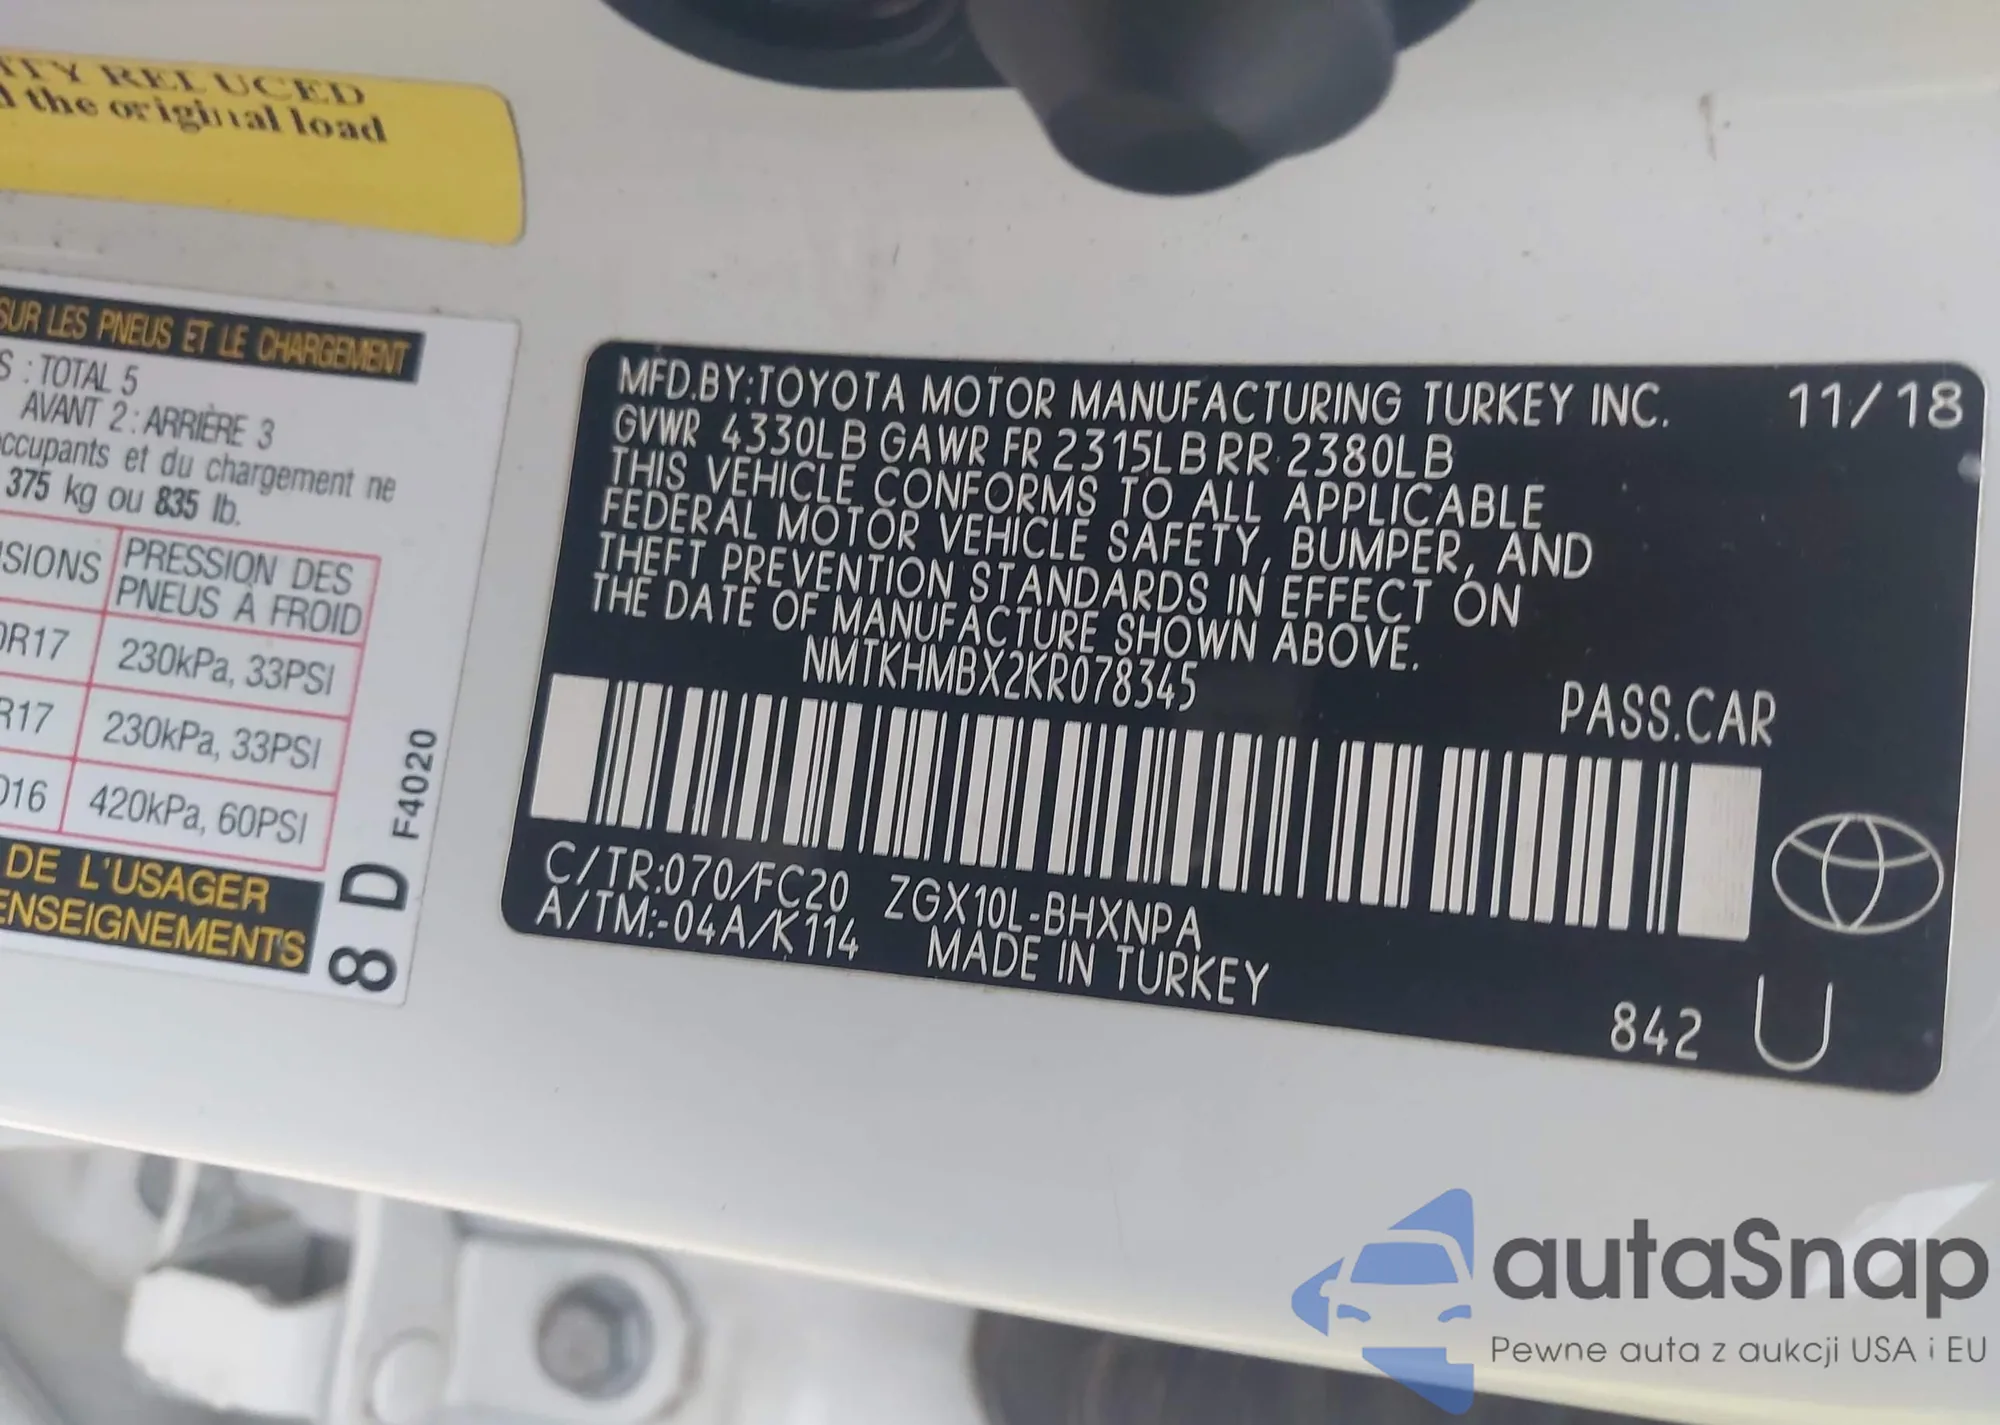 REDUCED
the original load
SUR LES PNEUS ET LE CHARGEMENT
S : TOTAL 5
AVANT 2 : ARRIÈRE 3
occupants et du chargement ne
375 kg ou 835 lb.
PRESSION DES
PNEUS À FROID
R17 230kPa, 33PSI
R17 230kPa, 33PSI
D16 420kPa, 60PSI
DE L'USAGER
8 D
F4020
MFD.BY:TOYOTA MOTOR MANUFACTURING TURKEY INC. 11/18
GVWR 4330LB GAWR FR 2315LB RR 2380LB
THIS VEHICLE CONFORMS TO ALL APPLICABLE
FEDERAL MOTOR VEHICLE SAFETY, BUMPER, AND
THEFT PREVENTION STANDARDS IN EFFECT ON
THE DATE OF MANUFACTURE SHOWN ABOVE.
NMTKHMBX2KR078345
PASS.CAR
C/TR:070/FC20 ZGX10L-BHXNPA
A/TM:-04A/K114 MADE IN TURKEY
842 U
autaSnap
Pewne auta z aukcji USA i EU